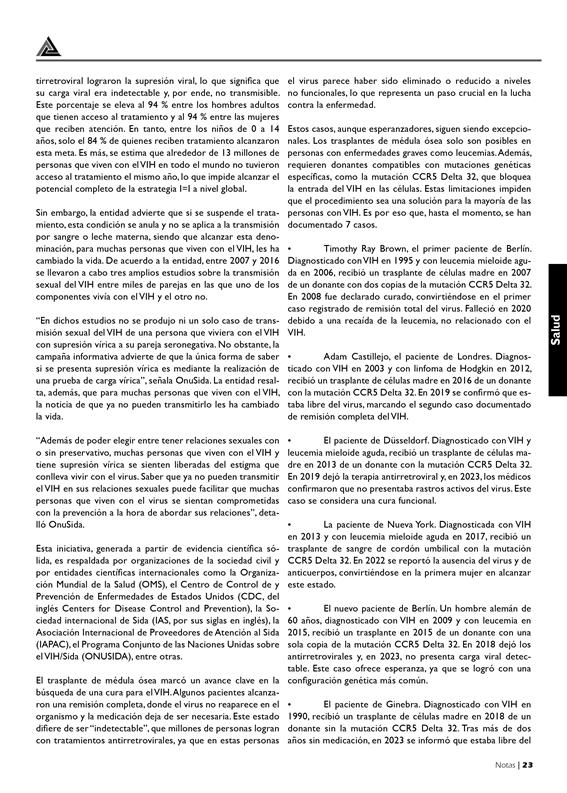 tirretroviral lograron la supresión viral, lo que significa que
su carga viral era indetectable y, por ende, no transmisible.
Este porcentaje se eleva al 94 % entre los hombres adultos
que tienen acceso al tratamiento y al 94 % entre las mujeres
que reciben atención. En tanto, entre los niños de 0 a 14
años, solo el 84 % de quienes reciben tratamiento alcanzaron
esta meta. Es más, se estima que alrededor de 13 millones de
personas que viven con el VIH en todo el mundo no tuvieron
acceso al tratamiento el mismo año, lo que impide alcanzar el
potencial completo de la estrategia I=I a nivel global.
Sin embargo, la entidad advierte que si se suspende el trata-
miento, esta condición se anula y no se aplica a la transmisión
por sangre o leche materna, siendo que alcanzar esta deno-
minación, para muchas personas que viven con el VIH, les ha
cambiado la vida. De acuerdo a la entidad, entre 2007 y 2016
se llevaron a cabo tres amplios estudios sobre la transmisión
sexual del VIH entre miles de parejas en las que uno de los
componentes vivía con el VIH y el otro no.
“En dichos estudios no se produjo ni un solo caso de trans-
misión sexual del VIH de una persona que viviera con el VIH
con supresión vírica a su pareja seronegativa. No obstante, la
campaña informativa advierte de que la única forma de saber
si se presenta supresión vírica es mediante la realización de
una prueba de carga vírica”, señala OnuSida. La entidad resal-
ta, además, que para muchas personas que viven con el VIH,
la noticia de que ya no pueden transmitirlo les ha cambiado
la vida.
“Además de poder elegir entre tener relaciones sexuales con
o sin preservativo, muchas personas que viven con el VIH y
tiene supresión vírica se sienten liberadas del estigma que
conlleva vivir con el virus. Saber que ya no pueden transmitir
el VIH en sus relaciones sexuales puede facilitar que muchas
personas que viven con el virus se sientan comprometidas
con la prevención a la hora de abordar sus relaciones”, deta-
lló OnuSida.
Esta iniciativa, generada a partir de evidencia científica só-
lida, es respaldada por organizaciones de la sociedad civil y
por entidades científicas internacionales como la Organiza-
ción Mundial de la Salud (OMS), el Centro de Control de y
Prevención de Enfermedades de Estados Unidos (CDC, del
inglés Centers for Disease Control and Prevention), la So-
ciedad internacional de Sida (IAS, por sus siglas en inglés), la
Asociación Internacional de Proveedores de Atención al Sida
(IAPAC), el Programa Conjunto de las Naciones Unidas sobre
el VIH/Sida (ONUSIDA), entre otras.
El trasplante de médula ósea marcó un avance clave en la
búsqueda de una cura para el VIH. Algunos pacientes alcanza-
ron una remisión completa, donde el virus no reaparece en el
organismo y la medicación deja de ser necesaria. Este estado
difiere de ser “indetectable”, que millones de personas logran
con tratamientos antirretrovirales, ya que en estas personas
el virus parece haber sido eliminado o reducido a niveles
no funcionales, lo que representa un paso crucial en la lucha
contra la enfermedad.
Estos casos, aunque esperanzadores, siguen siendo excepcio-
nales. Los trasplantes de médula ósea solo son posibles en
personas con enfermedades graves como leucemias. Además,
requieren donantes compatibles con mutaciones genéticas
específicas, como la mutación CCR5 Delta 32, que bloquea
la entrada del VIH en las células. Estas limitaciones impiden
que el procedimiento sea una solución para la mayoría de las
personas con VIH. Es por eso que, hasta el momento, se han
documentado 7 casos.
• Timothy Ray Brown, el primer paciente de Berlín.
Diagnosticado con VIH en 1995 y con leucemia mieloide agu-
da en 2006, recibió un trasplante de células madre en 2007
de un donante con dos copias de la mutación CCR5 Delta 32.
En 2008 fue declarado curado, convirtiéndose en el primer
caso registrado de remisión total del virus. Falleció en 2020
debido a una recaída de la leucemia, no relacionado con el
VIH.
• Adam Castillejo, el paciente de Londres. Diagnos-
ticado con VIH en 2003 y con linfoma de Hodgkin en 2012,
recibió un trasplante de células madre en 2016 de un donante
con la mutación CCR5 Delta 32. En 2019 se confirmó que es-
taba libre del virus, marcando el segundo caso documentado
de remisión completa del VIH.
• El paciente de Düsseldorf. Diagnosticado con VIH y
leucemia mieloide aguda, recibió un trasplante de células ma-
dre en 2013 de un donante con la mutación CCR5 Delta 32.
En 2019 dejó la terapia antirretroviral y, en 2023, los médicos
confirmaron que no presentaba rastros activos del virus. Este
caso se considera una cura funcional.
• La paciente de Nueva York. Diagnosticada con VIH
en 2013 y con leucemia mieloide aguda en 2017, recibió un
trasplante de sangre de cordón umbilical con la mutación
CCR5 Delta 32. En 2022 se reportó la ausencia del virus y de
anticuerpos, convirtiéndose en la primera mujer en alcanzar
este estado.
• El nuevo paciente de Berlín. Un hombre alemán de
60 años, diagnosticado con VIH en 2009 y con leucemia en
2015, recibió un trasplante en 2015 de un donante con una
sola copia de la mutación CCR5 Delta 32. En 2018 dejó los
antirretrovirales y, en 2023, no presenta carga viral detec-
table. Este caso ofrece esperanza, ya que se logró con una
configuración genética más común.
• El paciente de Ginebra. Diagnosticado con VIH en
1990, recibió un trasplante de células madre en 2018 de un
donante sin la mutación CCR5 Delta 32. Tras más de dos
años sin medicación, en 2023 se informó que estaba libre del
Salud
Notas | 23